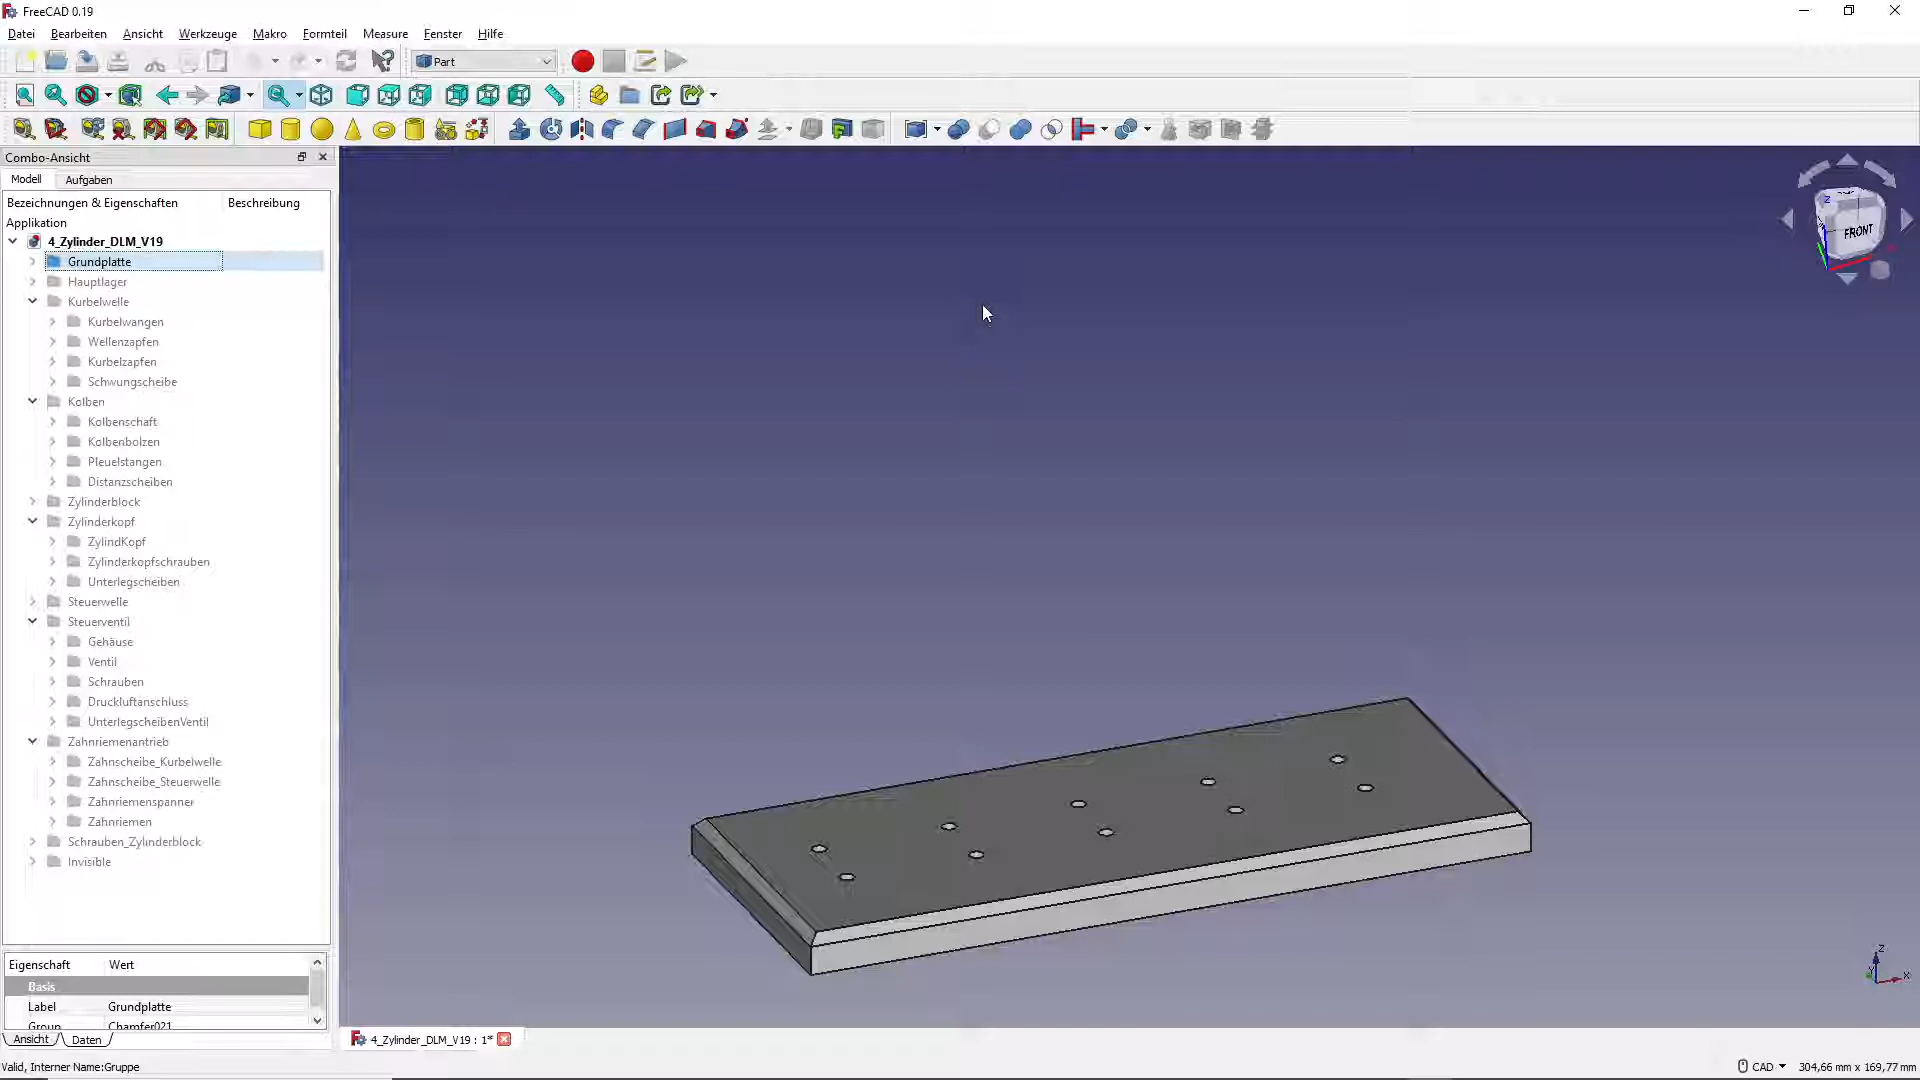 FreeCAD 0.19
Datei Bearbeiten Ansicht Werkzeuge Makro Formteil Measure Fenster Hilfe
Part
Combo-Ansicht
Modell Aufgaben
Bezeichnungen & Eigenschaften Beschreibung
Applikation
4_Zylinder_DLM_V19
Grundplatte
Hauptlager
Kurbelwelle
Kurbelwangen
Wellenzapfen
Kurbelzapfen
Schwungscheibe
Kolben
Kolbenschaft
Kolbenbolzen
Pleuelstangen
Distanzscheiben
Zylinderblock
Zylinderkopf
ZylindKopf
Zylinderkopfschrauben
Unterlegscheiben
Steuerwelle
Steuerventil
Gehäuse
Ventil
Schrauben
Druckluftanschluss
UnterlegscheibenVentil
Zahnriemenantrieb
Zahnscheibe_Kurbelwelle
Zahnscheibe_Steuerwelle
Zahnriemenspanner
Zahnriemen
Schrauben_Zylinderblock
Invisible
Eigenschaft Wert
Basis
Label Grundplatte
Group Chamfer021
Ansicht Daten
4_Zylinder_DLM_V19 : 1*
Valid, Interner Name:Gruppe
CAD 304,66 mm x 169,77 mm
FRONT
Z
Z
Y
X